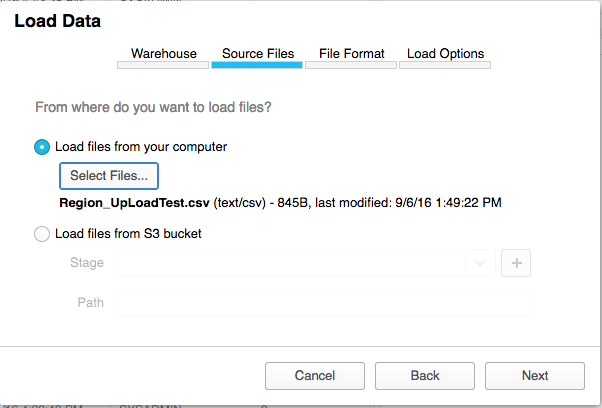 Load Data
Warehouse Source Files File Format Load Options
From where do you want to load files?
Load files from your computer
Select Files...
Region_UpLoadTest.csv (text/csv) - 845B, last modified: 9/6/16 1:49:22 PM
Load files from S3 bucket
Stage
+
Path
Cancel Back Next